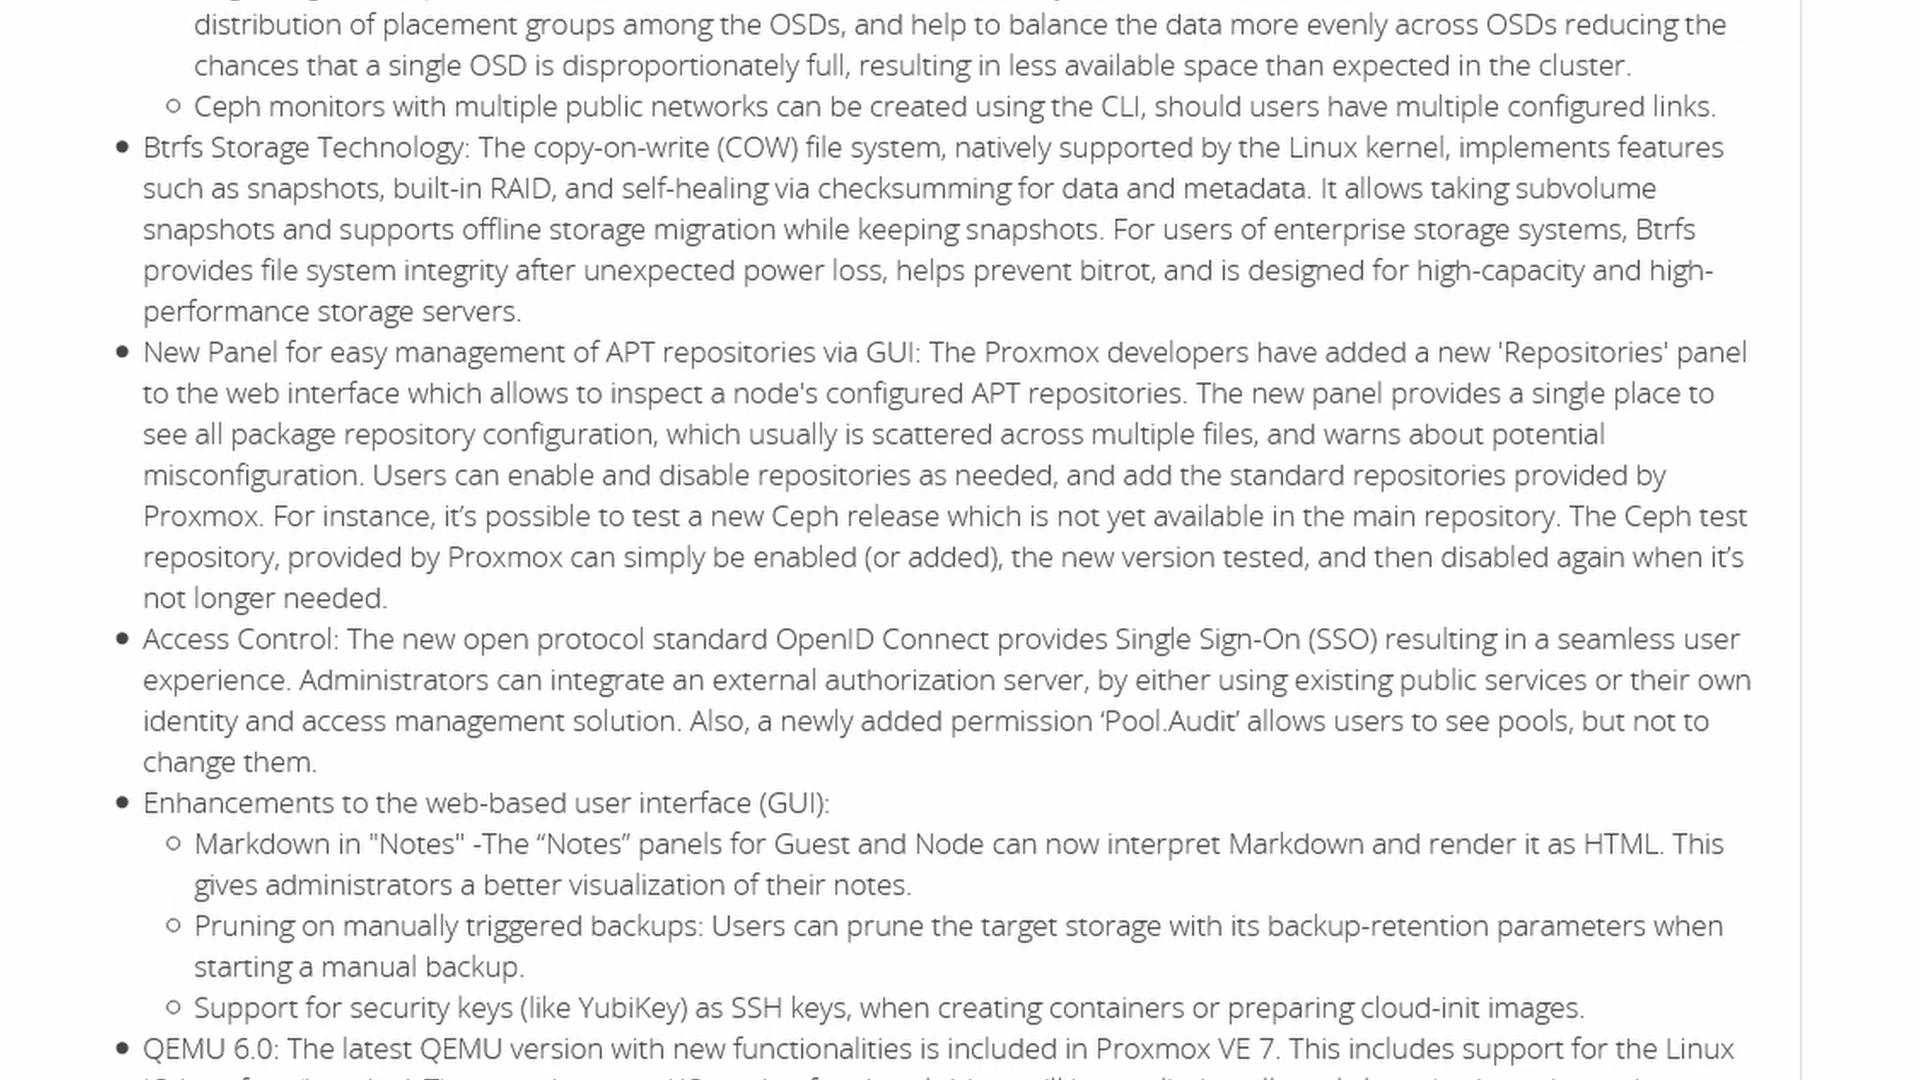 distribution of placement groups among the OSDs, and help to balance the data more evenly across OSDs reducing the
chances that a single OSD is disproportionately full, resulting in less available space than expected in the cluster.
Ceph monitors with multiple public networks can be created using the CLI, should users have multiple configured links.
Btrfs Storage Technology: The copy-on-write (COW) file system, natively supported by the Linux kernel, implements features
such as snapshots, built-in RAID, and self-healing via checksumming for data and metadata. It allows taking subvolume
snapshots and supports offline storage migration while keeping snapshots. For users of enterprise storage systems, Btrfs
provides file system integrity after unexpected power loss, helps prevent bitrot, and is designed for high-capacity and high-
performance storage servers.
New Panel for easy management of APT repositories via GUI: The Proxmox developers have added a new 'Repositories' panel
to the web interface which allows to inspect a node's configured APT repositories. The new panel provides a single place to
see all package repository configuration, which usually is scattered across multiple files, and warns about potential
misconfiguration. Users can enable and disable repositories as needed, and add the standard repositories provided by
Proxmox. For instance, it’s possible to test a new Ceph release which is not yet available in the main repository. The Ceph test
repository, provided by Proxmox can simply be enabled (or added), the new version tested, and then disabled again when it’s
not longer needed.
Access Control: The new open protocol standard OpenID Connect provides Single Sign-On (SSO) resulting in a seamless user
experience. Administrators can integrate an external authorization server, by either using existing public services or their own
identity and access management solution. Also, a newly added permission ‘Pool.Audit’ allows users to see pools, but not to
change them.
Enhancements to the web-based user interface (GUI):
Markdown in "Notes" -The “Notes” panels for Guest and Node can now interpret Markdown and render it as HTML. This
gives administrators a better visualization of their notes.
Pruning on manually triggered backups: Users can prune the target storage with its backup-retention parameters when
starting a manual backup.
Support for security keys (like YubiKey) as SSH keys, when creating containers or preparing cloud-init images.
QEMU 6.0: The latest QEMU version with new functionalities is included in Proxmox VE 7. This includes support for the Linux